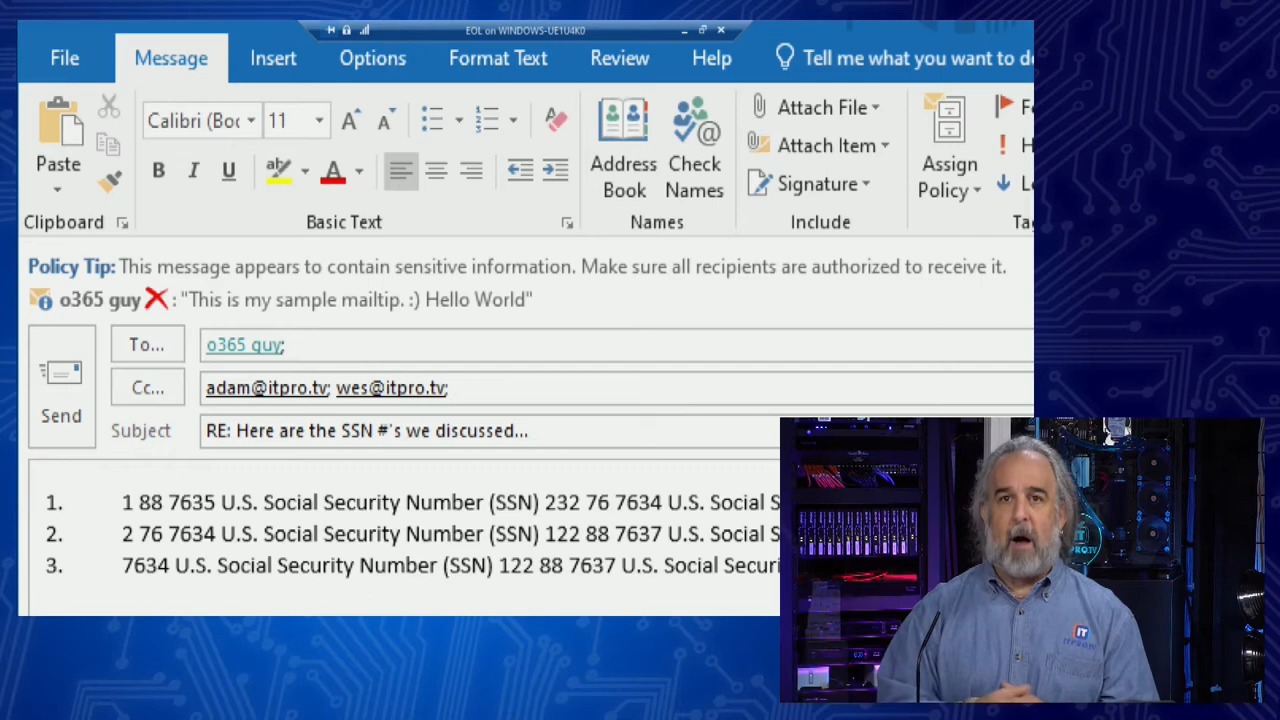 EOL on WINDOWS-UE1U4K0
File Message Insert Options Format Text Review Help Tell me what you want to do
Calibri (Boc 11
Attach File
Attach Item
Signature
Paste
Address Book
Check Names
Assign Policy
B I U
Clipboard Basic Text Names Include
Policy Tip: This message appears to contain sensitive information. Make sure all recipients are authorized to receive it.
o365 guy : "This is my sample mailtip. :) Hello World"
To... o365 guy;
Cc... adam@itpro.tv; wes@itpro.tv;
Send
Subject RE: Here are the SSN #'s we discussed...
1. 1 88 7635 U.S. Social Security Number (SSN) 232 76 7634 U.S. Social S
2. 2 76 7634 U.S. Social Security Number (SSN) 122 88 7637 U.S. Social S
3. 7634 U.S. Social Security Number (SSN) 122 88 7637 U.S. Social Securi
IT
ITPRO.TV